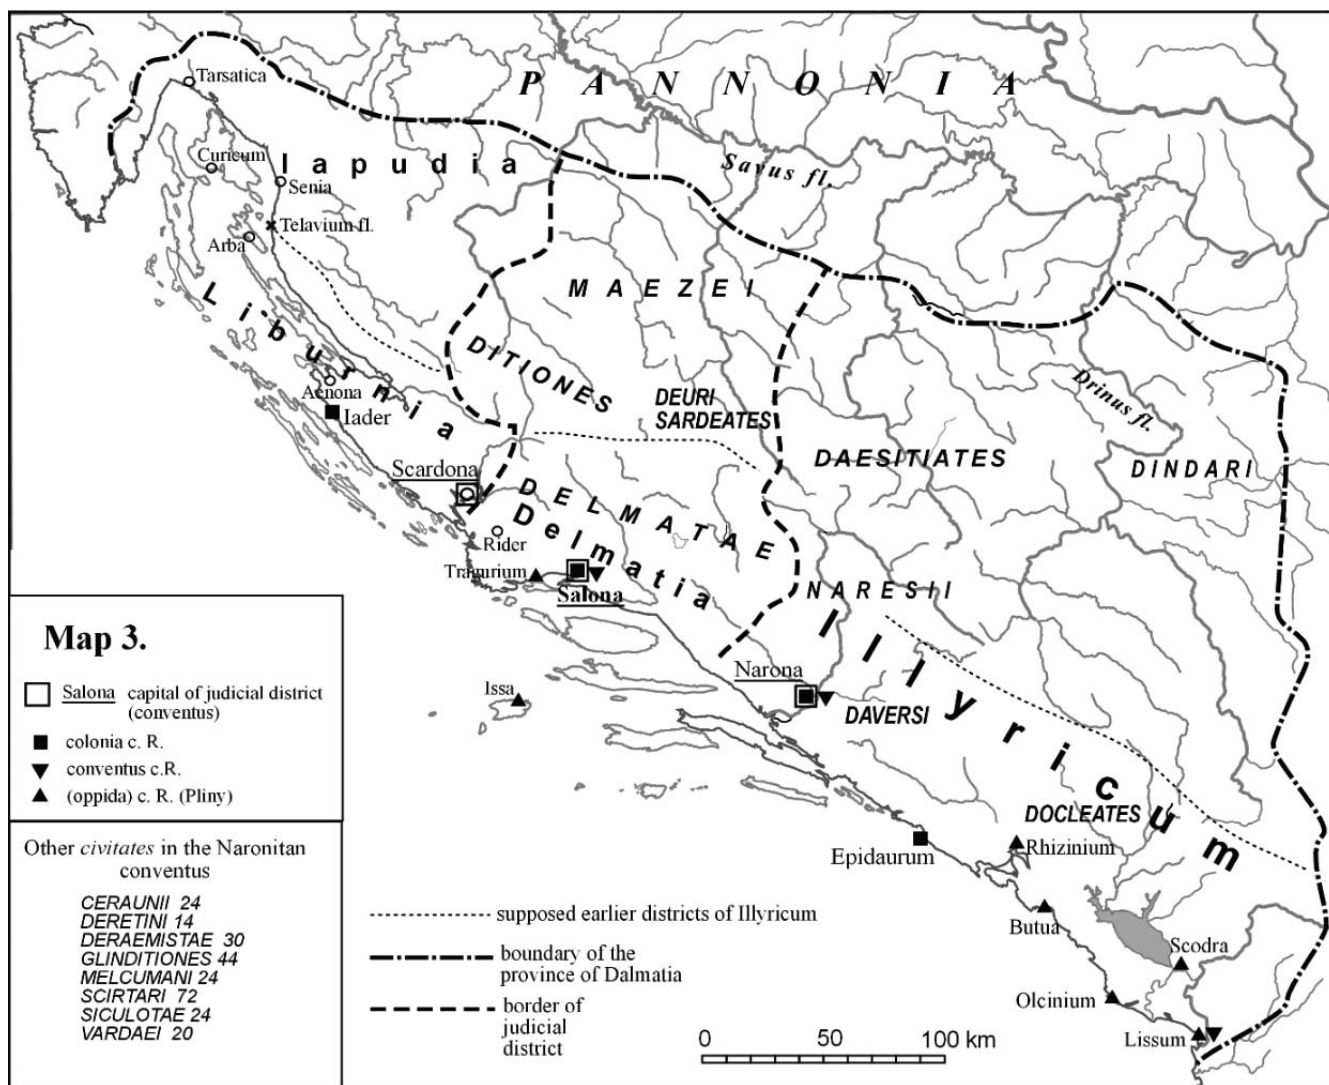 PANNONIA
Tarsatica
Iapudia
Savus fl.
Curicum
Senia
Telavium fl.
Arba
MAEZEI
Liburnia
DITIONES
Drinus fl.
Aenona
Iader
DEURI
SARDEATES
DAESITIATES
DINDARI
Scardona
DELMATAE
Delmatia
Rider
Tragurium
Salona
NARESII
Illyricum
Narona
Issa
DAVERSI
DOCLEATES
Epidaurum
Rhizinium
Butua
Scodra
Olcinium
Lissum
Map 3.
Salona capital of judicial district
(conventus)
colonia c. R.
conventus c.R.
(oppida) c. R. (Pliny)
Other civitates in the Naronitan
conventus
CERAUNII 24
DERETINI 14
DERAEMISTAE 30
GLINDITIONES 44
MELCUMANI 24
SCIRTARI 72
SICULOTAE 24
VARDAEI 20
supposed earlier districts of Illyricum
boundary of the
province of Dalmatia
border of
judicial
district
0 50 100 km